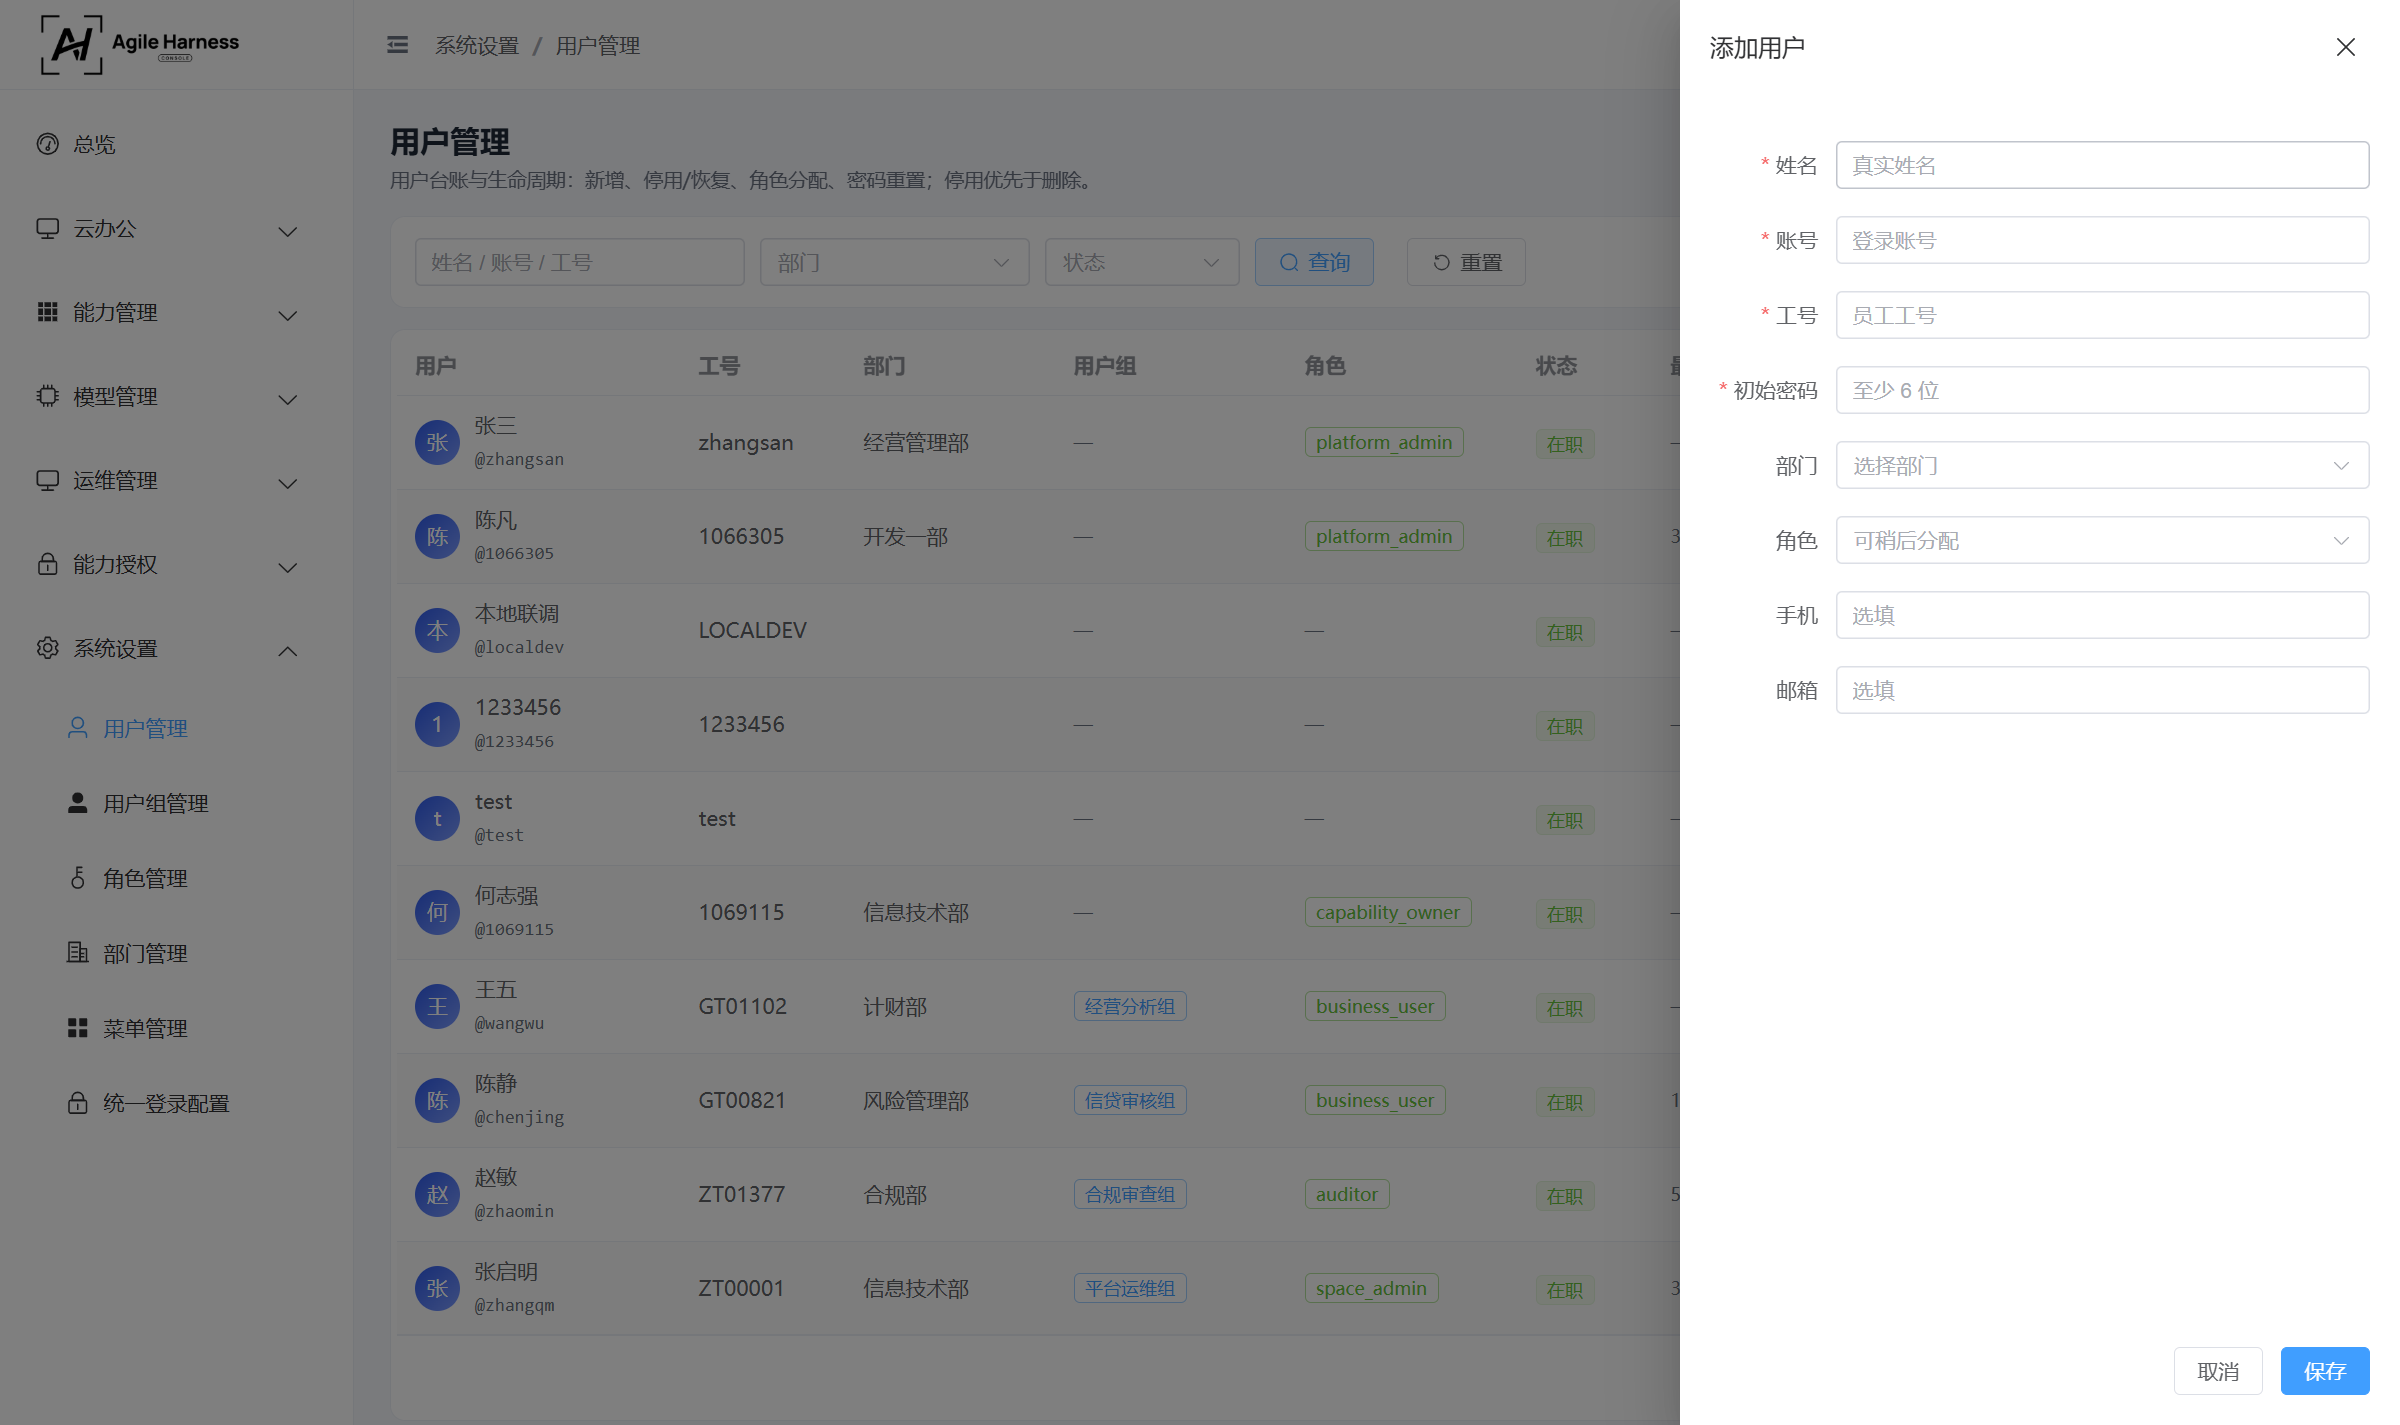 Agile Harness
CONSOLE
系统设置 / 用户管理
总览
云办公
能力管理
模型管理
运维管理
能力授权
系统设置
用户管理
用户组管理
角色管理
部门管理
菜单管理
统一登录配置
用户管理
用户台账与生命周期：新增、停用/恢复、角色分配、密码重置；停用优先于删除。
姓名 / 账号 / 工号 部门 状态 查询 重置
用户 工号 部门 用户组 角色 状态
张 张三 @zhangsan zhangsan 经营管理部 — platform_admin 在职 —
陈 陈凡 @1066305 1066305 开发一部 — platform_admin 在职 3
本 本地联调 @localdev LOCALDEV — — 在职 —
1 1233456 @1233456 1233456 — — 在职 —
t test @test test — — 在职 —
何 何志强 @1069115 1069115 信息技术部 — capability_owner 在职 —
王 王五 @wangwu GT01102 计财部 经营分析组 business_user 在职 —
陈 陈静 @chenjing GT00821 风险管理部 信贷审核组 business_user 在职 1
赵 赵敏 @zhaomin ZT01377 合规部 合规审查组 auditor 在职 5
张 张启明 @zhangqm ZT00001 信息技术部 平台运维组 space_admin 在职 3
添加用户
* 姓名 真实姓名
* 账号 登录账号
* 工号 员工工号
* 初始密码 至少 6 位
部门 选择部门
角色 可稍后分配
手机 选填
邮箱 选填
取消 保存